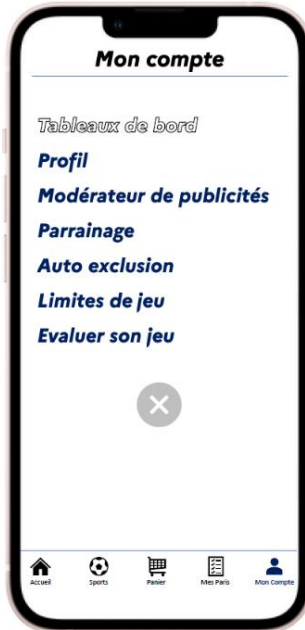 Mon compte
Tableaux de bord
Profil
Modérateur de publicités
Parrainage
Auto exclusion
Limites de jeu
Evaluer son jeu
Accueil Sports Panier Mes Paris Mon Compte